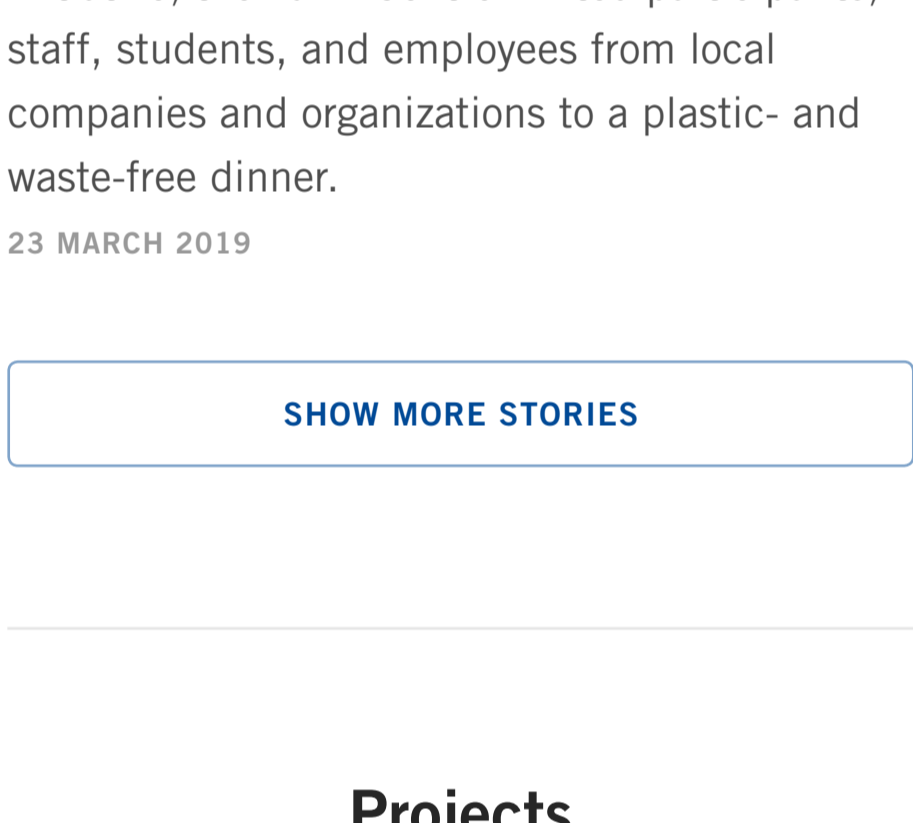 staff, students, and employees from local
companies and organizations to a plastic- and
waste-free dinner.
23 MARCH 2019
SHOW MORE STORIES
Projects